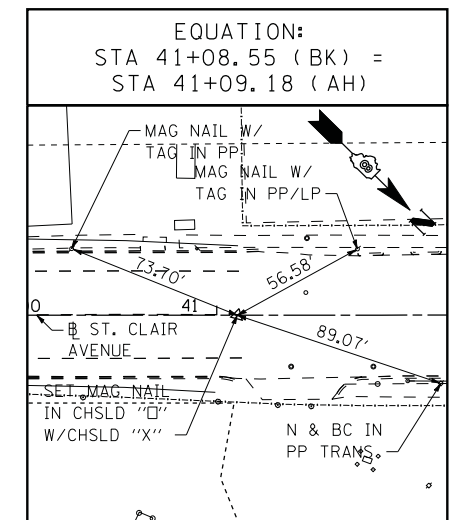 EQUATION:
STA 41+08.55 (BK) =
STA 41+09.18 (AH)
MAG NAIL W/
TAG IN PP
MAG NAIL W/
TAG IN PP/LP
73.70'
56.58'
0
41
B ST. CLAIR
AVENUE
89.07'
SET MAG NAIL
IN CHSLD "□"
W/CHSLD "X"
N & BC IN
PP TRANS.